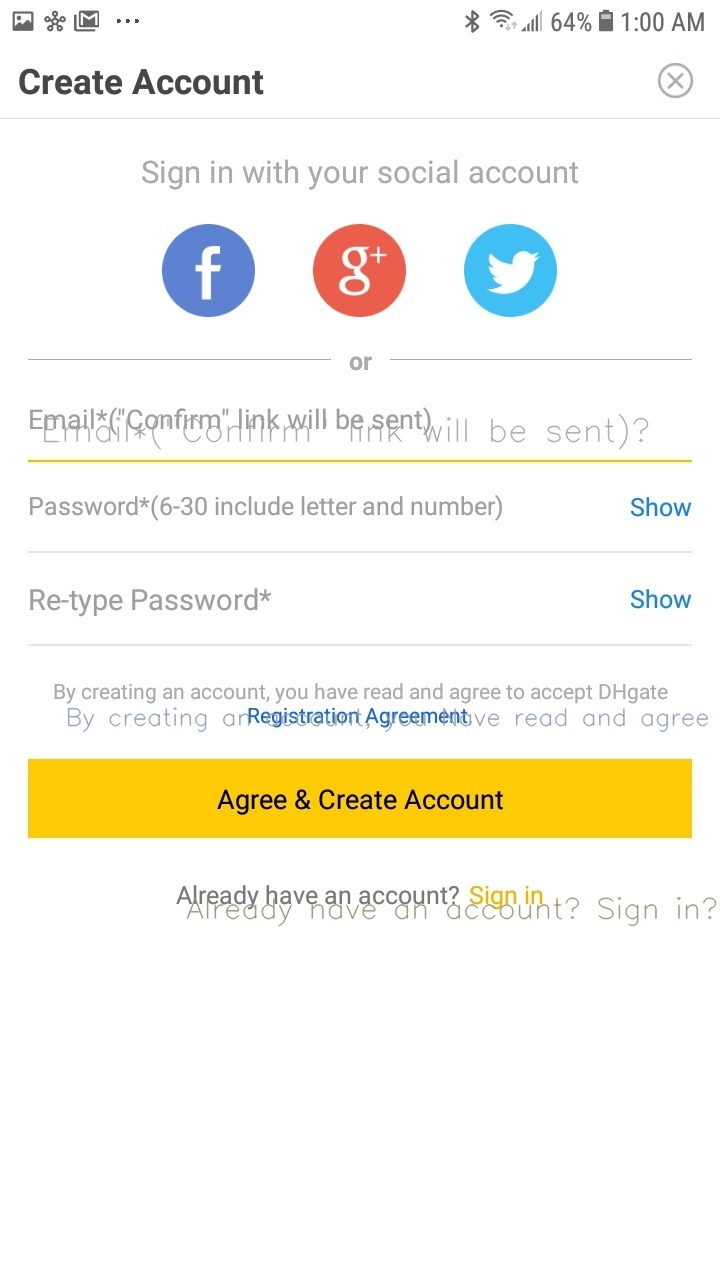 64% 1:00 AM
Create Account
Sign in with your social account
f g+
or
Email*("Confirm" link will be sent)
Email*("Confirm" link will be sent)?
Password*(6-30 include letter and number) Show
Re-type Password* Show
By creating an account, you have read and agree to accept DHgate
Registration Agreement
By creating an account, you have read and agree
Agree & Create Account
Already have an account? Sign in
Already have an account? Sign in?